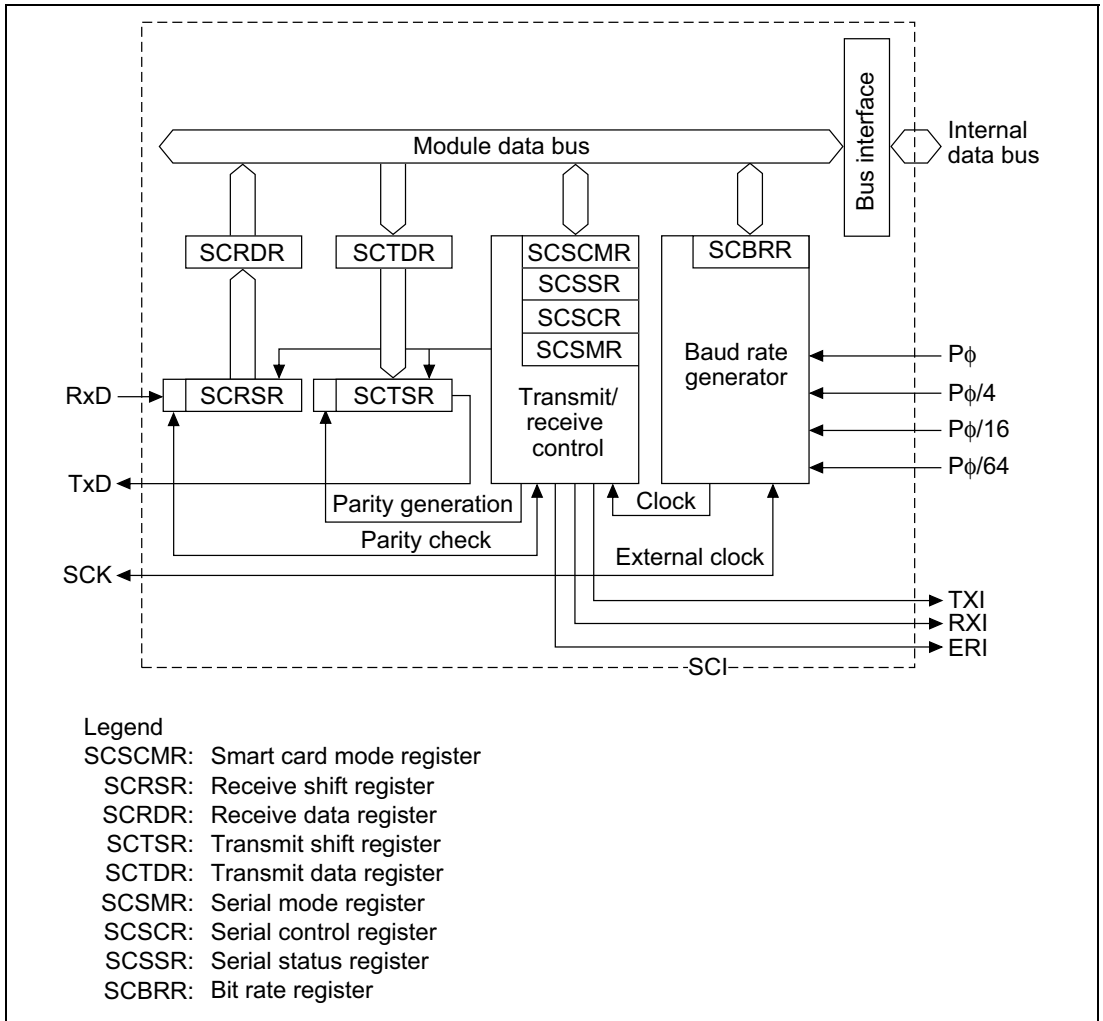 Bus interface
Internal
data bus
Module data bus
SCRDR
SCTDR
SCSCMR
SCSSR
SCSCR
SCSMR
Transmit/
receive
control
SCBRR
Baud rate
generator
Pϕ
Pϕ/4
Pϕ/16
Pϕ/64
RxD
SCRSR
SCTSR
TxD
Parity generation
Clock
Parity check
External clock
SCK
TXI
RXI
ERI
SCI
Legend
SCSCMR: Smart card mode register
SCRSR: Receive shift register
SCRDR: Receive data register
SCTSR: Transmit shift register
SCTDR: Transmit data register
SCSMR: Serial mode register
SCSCR: Serial control register
SCSSR: Serial status register
SCBRR: Bit rate register